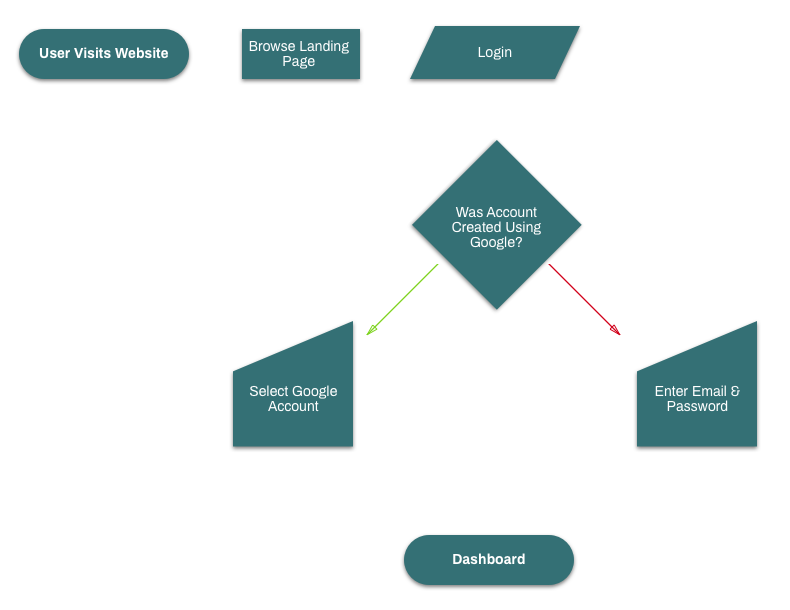 User Visits Website
Browse Landing
Page
Login
Was Account
Created Using
Google?
Select Google
Account
Enter Email &
Password
Dashboard